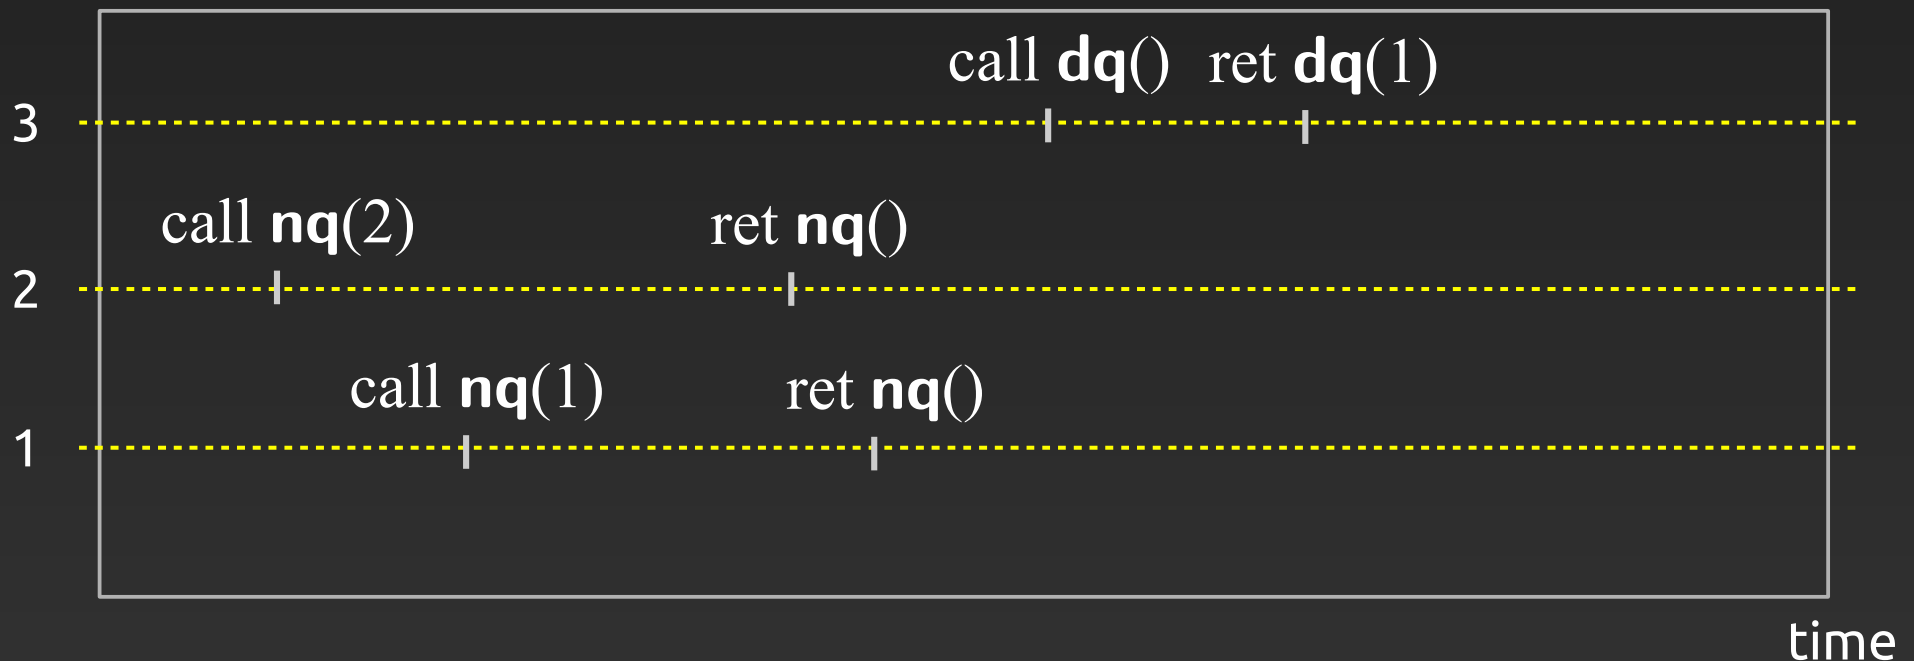 call dq() ret dq(1)
3
call nq(2) ret nq()
2
call nq(1) ret nq()
1
time